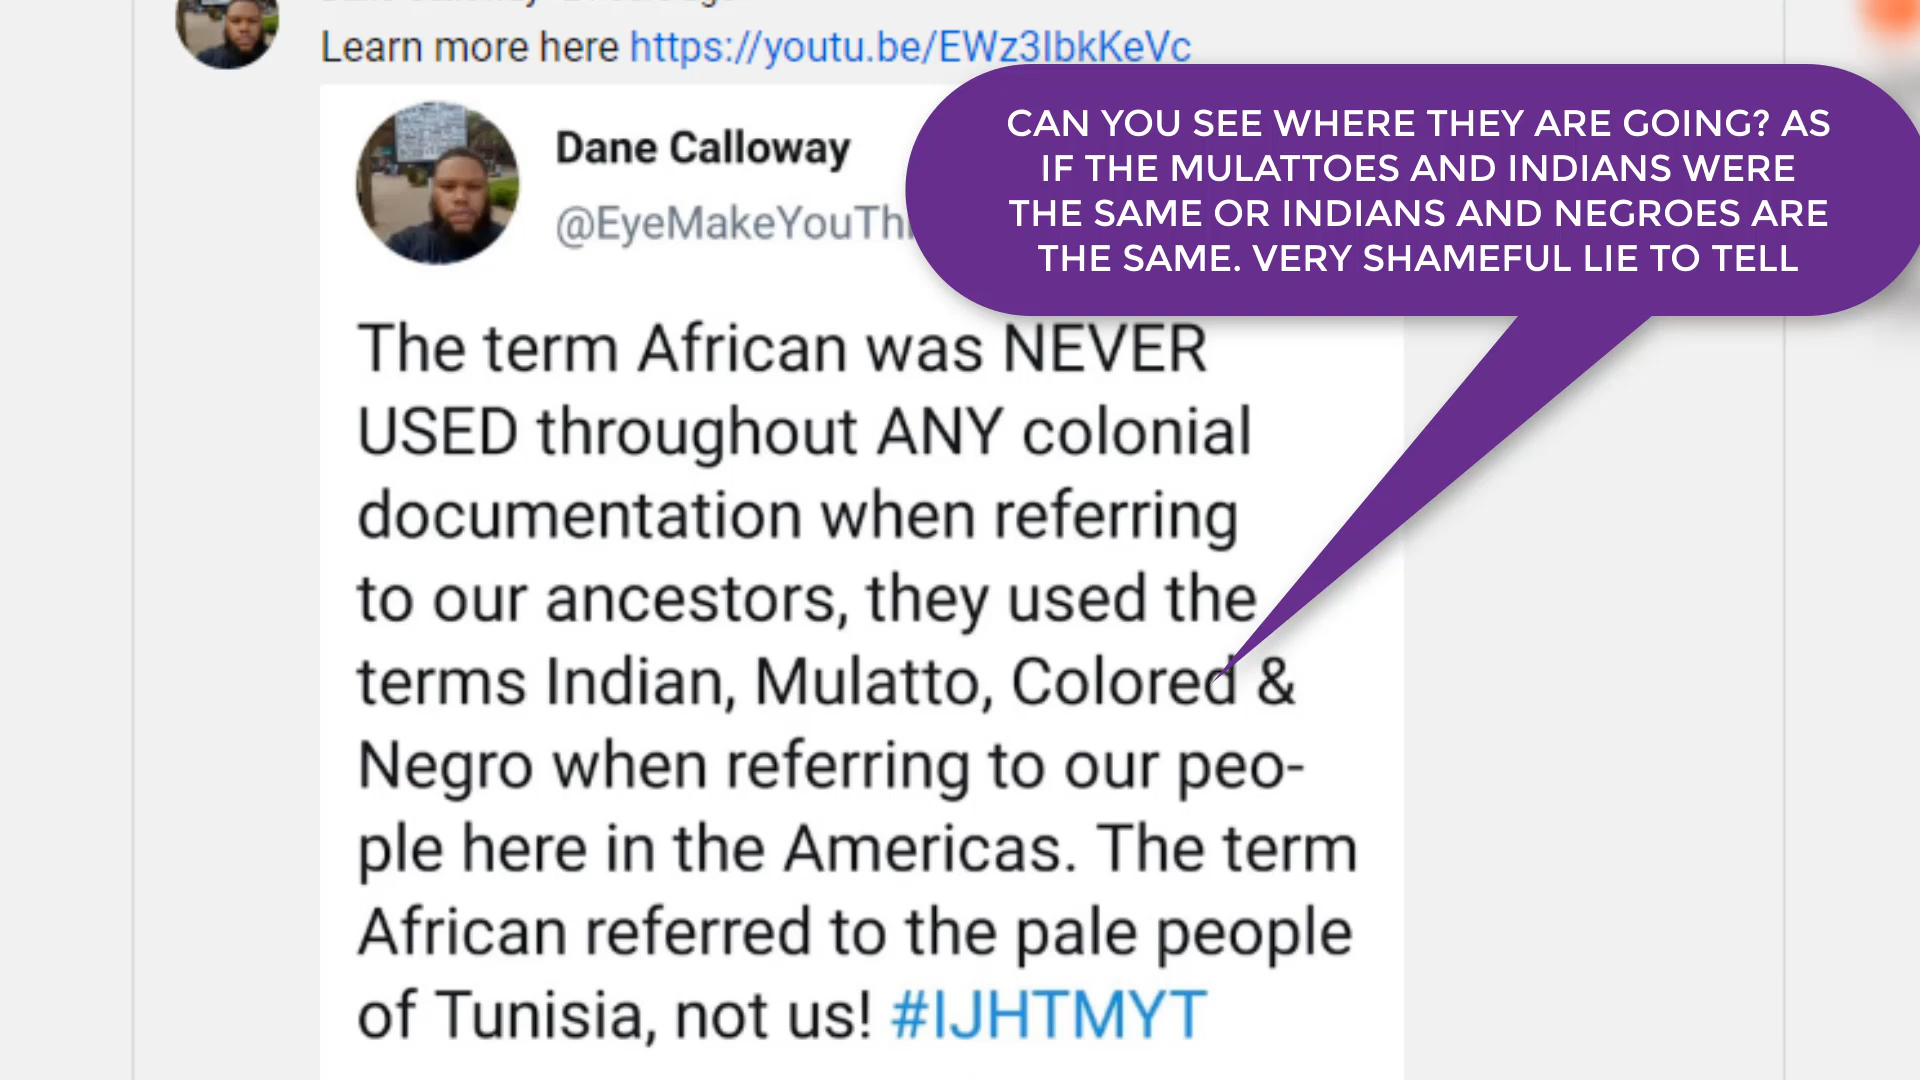 Learn more here https://youtu.be/EWz3IbkKeVc
Dane Calloway
@EyeMakeYouTh
CAN YOU SEE WHERE THEY ARE GOING? AS
IF THE MULATTOES AND INDIANS WERE
THE SAME OR INDIANS AND NEGROES ARE
THE SAME. VERY SHAMEFUL LIE TO TELL
The term African was NEVER
USED throughout ANY colonial
documentation when referring
to our ancestors, they used the
terms Indian, Mulatto, Colored &
Negro when referring to our peo-
ple here in the Americas. The term
African referred to the pale people
of Tunisia, not us! #IJHTMYT